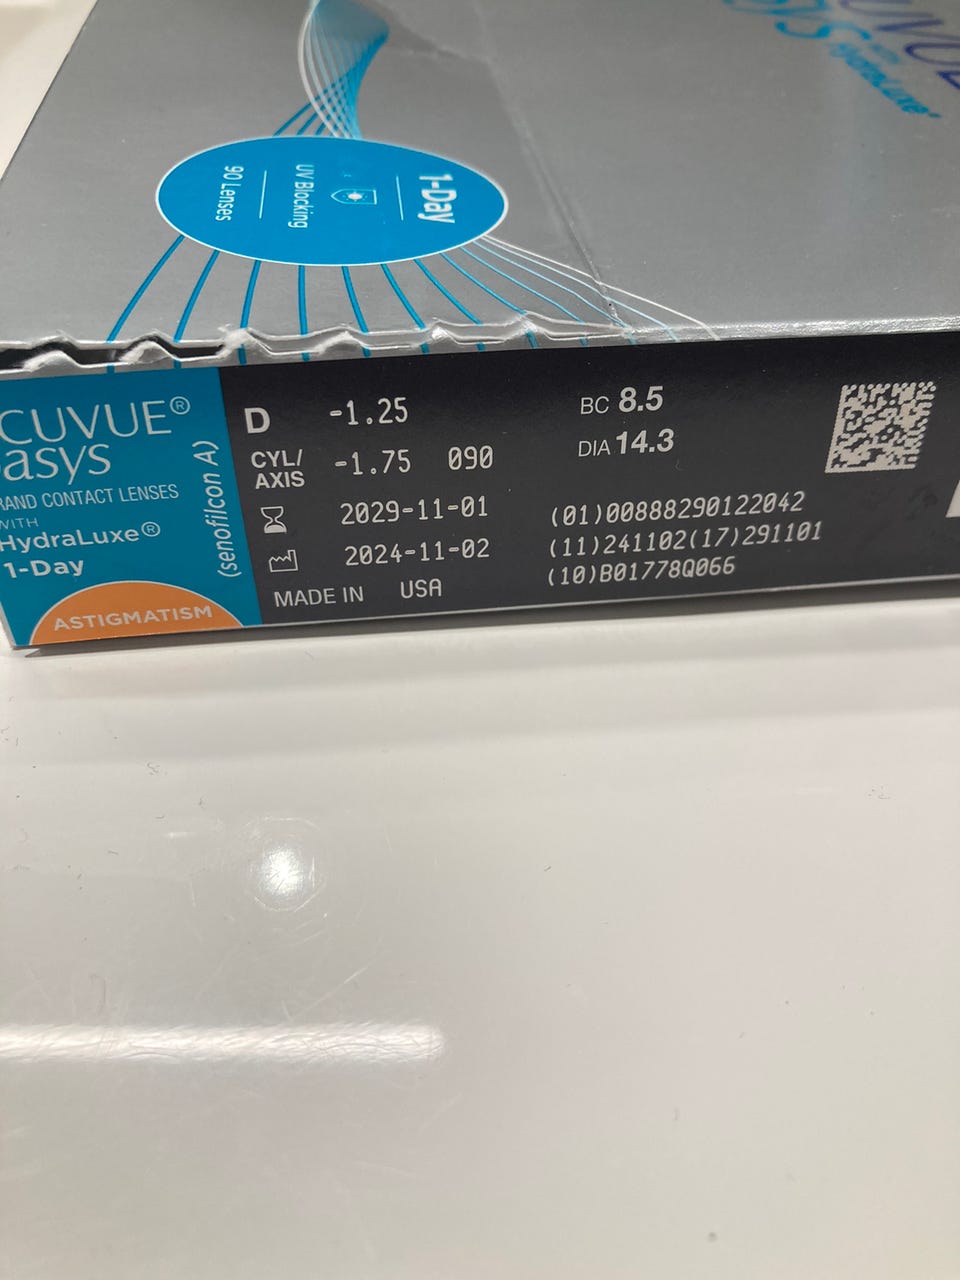 HydraLuxe®
1-Day
UV Blocking
90 Lenses
CUVUE®
asys
RAND CONTACT LENSES
WITH
HydraLuxe®
1-Day
(senofilcon A)
ASTIGMATISM
D -1.25
CYL/
AXIS -1.75 090
2029-11-01
2024-11-02
MADE IN USA
BC 8.5
DIA 14.3
(01)00888290122042
(11)241102(17)291101
(10)B01778Q066